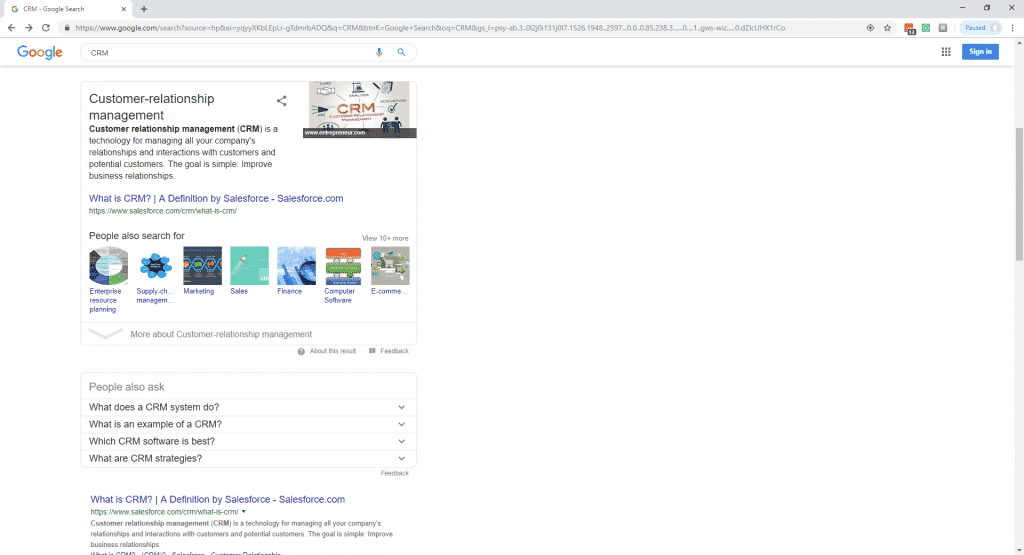 CRM - Google Search
https://www.google.com/search?source=hp&ei=yqyyXKbLEpLr-gTdmrbADQ&q=CRM&btnK=Google+Search&oq=CRM&gs_l=psy-ab.3..0l2j0i131j0l7.1526.1948..2597...0.0..0.85.238.3......0....1..gws-wiz.....0.dZlcUHX1rCo
Paused
Google
CRM
Sign in
Customer-relationship
management
CRM
www.entrepreneur.com
Customer relationship management (CRM) is a
technology for managing all your company's
relationships and interactions with customers and
potential customers. The goal is simple: Improve
business relationships.
What is CRM? | A Definition by Salesforce - Salesforce.com
https://www.salesforce.com/crm/what-is-crm/
People also search for
View 10+ more
Enterprise resource planning
Supply-ch... managem...
Marketing
Sales
Finance
Computer Software
E-comme...
More about Customer-relationship management
About this result
Feedback
People also ask
What does a CRM system do?
What is an example of a CRM?
Which CRM software is best?
What are CRM strategies?
Feedback
What is CRM? | A Definition by Salesforce - Salesforce.com
https://www.salesforce.com/crm/what-is-crm/
Customer relationship management (CRM) is a technology for managing all your company's
relationships and interactions with customers and potential customers. The goal is simple: Improve
business relationships.
What is CRM? · (CRM)? · Salesforce · Customer Relationship